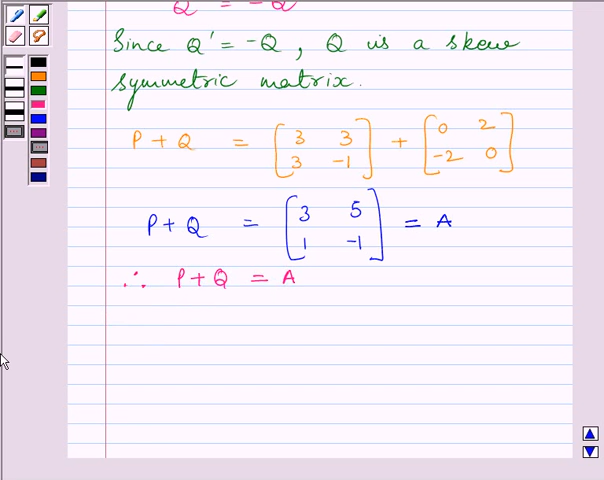 Q' = -Q
Since Q' = -Q, Q is a skew
symmetric matrix.
P + Q = [3 3; 3 -1] + [0 2; -2 0]
P + Q = [3 5; 1 -1] = A
∴ P + Q = A